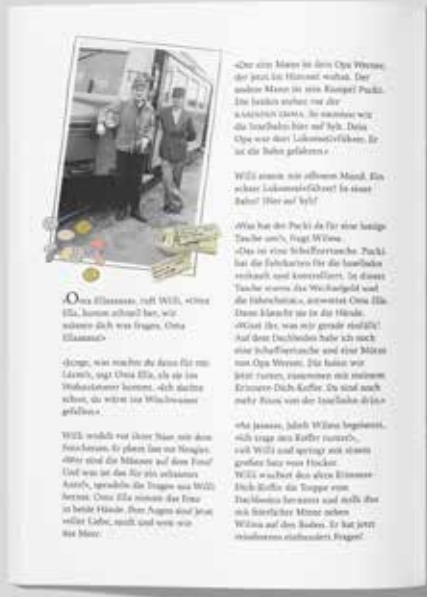 »Oma Ellaaaaaa«, ruft Willi, »Oma
Ella, komm schnell her, wir
müssen dich was fragen, Oma
Ellaaaaa!«
»Junge, was machst du denn für ein
Lärm?«, sagt Oma Ella, als sie ins
Wohnzimmer kommt. »Ich dachte
schon, du wärst ins Wischwasser
gefallen.«
Willi wedelt vor ihrer Nase mit dem
Foto herum. Er platzt fast vor Neugier.
»Wer sind die Männer auf dem Foto?
Und was ist das für ein seltsames
Auto?«, sprudeln die Fragen aus Willi
heraus. Oma Ella nimmt das Foto
in beide Hände. Ihre Augen sind jetzt
voller Liebe, sanft und weit wie
das Meer.
»Der eine Mann ist dein Opa Werner,
der jetzt im Himmel wohnt. Der
andere Mann ist sein Kumpel Pucki.
Die beiden stehen vor der
RASENDEN EMMA. So nannten wir
die Inselbahn hier auf Sylt. Dein
Opa war dort Lokomotivführer. Er
ist die Bahn gefahren.«
Willi staunt mit offenem Mund. Ein
echter Lokomotivführer! In einer
Bahn! Hier auf Sylt!
»Was hat der Pucki da für eine lustige
Tasche um?«, fragt Wilma.
»Das ist eine Schaffnertasche. Pucki
hat die Fahrkarten für die Inselbahn
verkauft und kontrolliert. In dieser
Tasche waren das Wechselgeld und
die Fahrscheine«, antwortet Oma Ella.
Dann klatscht sie in die Hände.
»Wisst ihr, was mir gerade einfällt?
Auf dem Dachboden habe ich noch
eine Schaffnertasche und eine Mütze
von Opa Werner. Die holen wir
jetzt runter, zusammen mit meinem
Erinnere-Dich-Koffer. Da sind noch
mehr Fotos von der Inselbahn drin.«
»Au jaaaaa, jubelt Wilma begeistert.
»Ich trage den Koffer runter!«,
ruft Willi und springt mit einem
großen Satz vom Hocker.
Willi wuchtet den alten Erinnere-
Dich-Koffer die Treppe vom
Dachboden herunter und stellt ihn
mit feierlicher Miene neben
Wilma auf den Boden. Er hat jetzt
mindestens einhundert Fragen!